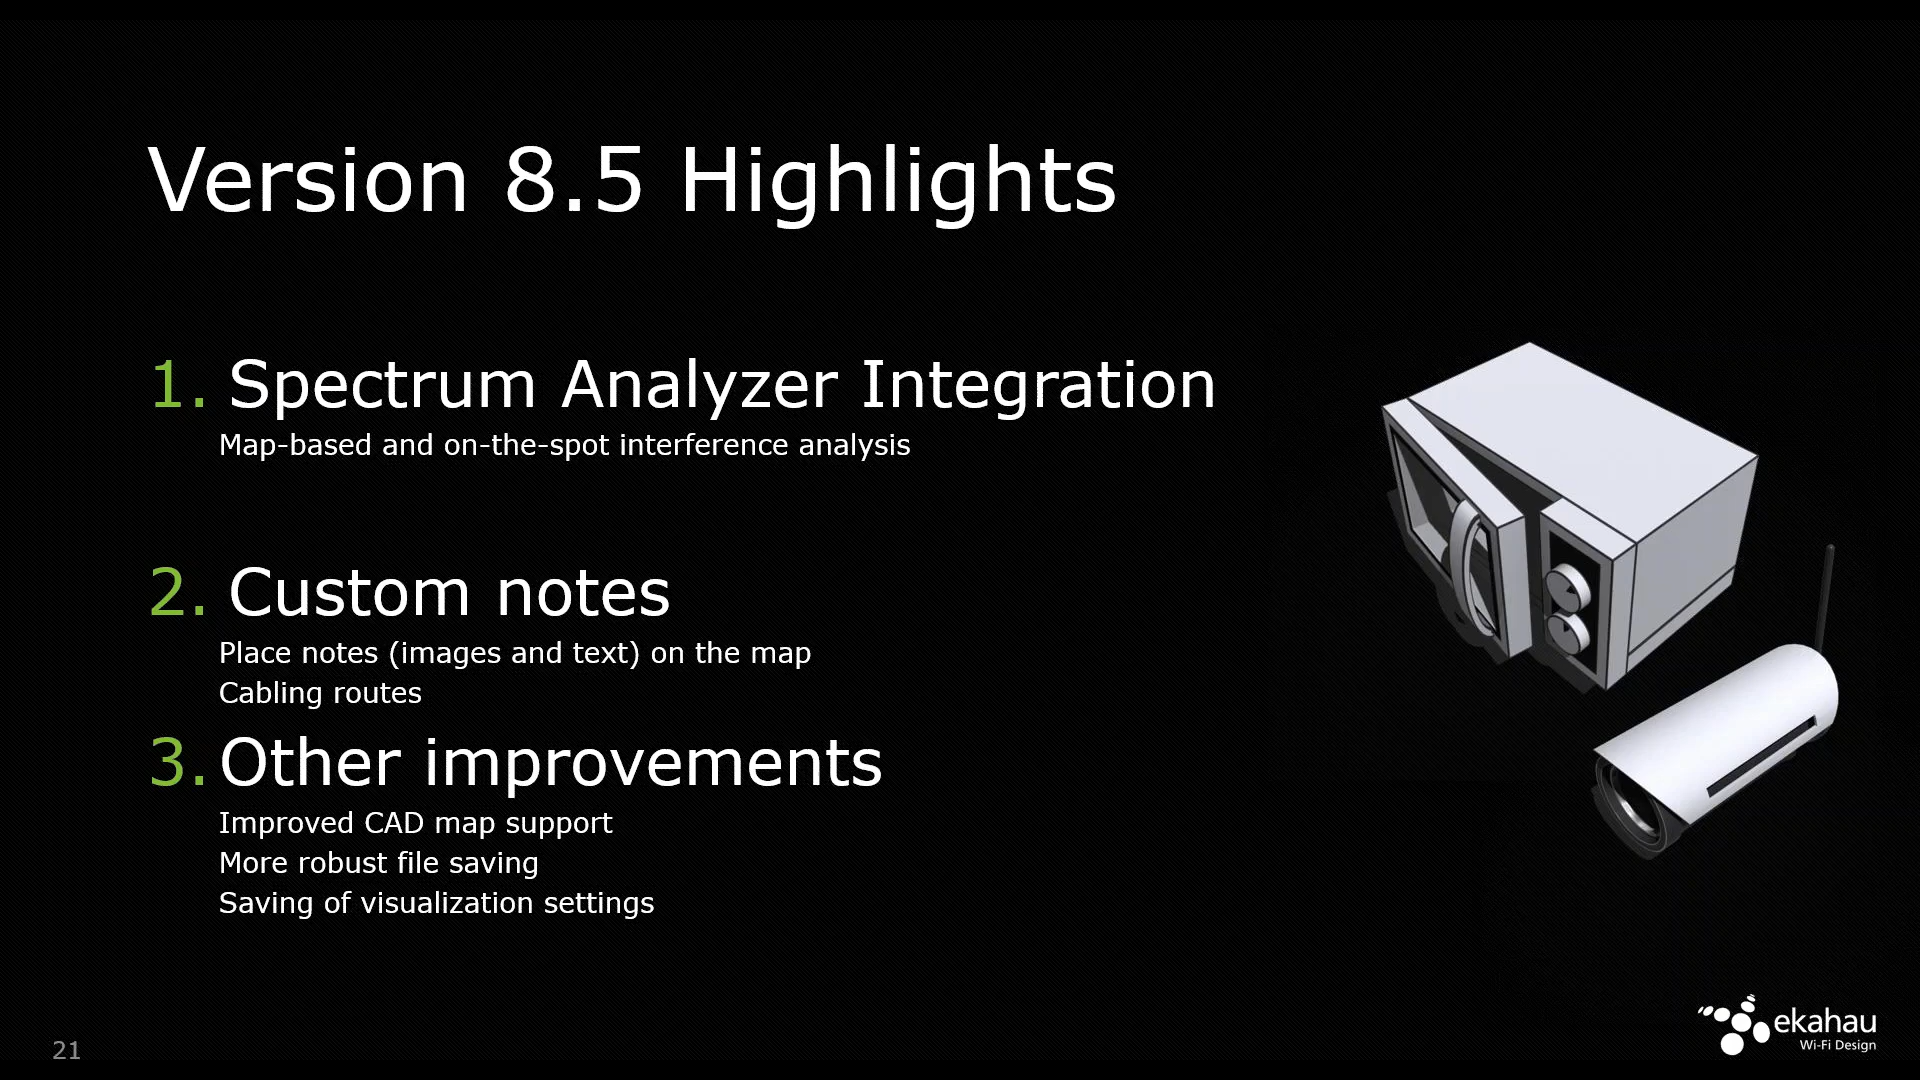 Version 8.5 Highlights
1. Spectrum Analyzer Integration
Map-based and on-the-spot interference analysis
2. Custom notes
Place notes (images and text) on the map
Cabling routes
3. Other improvements
Improved CAD map support
More robust file saving
Saving of visualization settings
21
ekahau
Wi-Fi Design